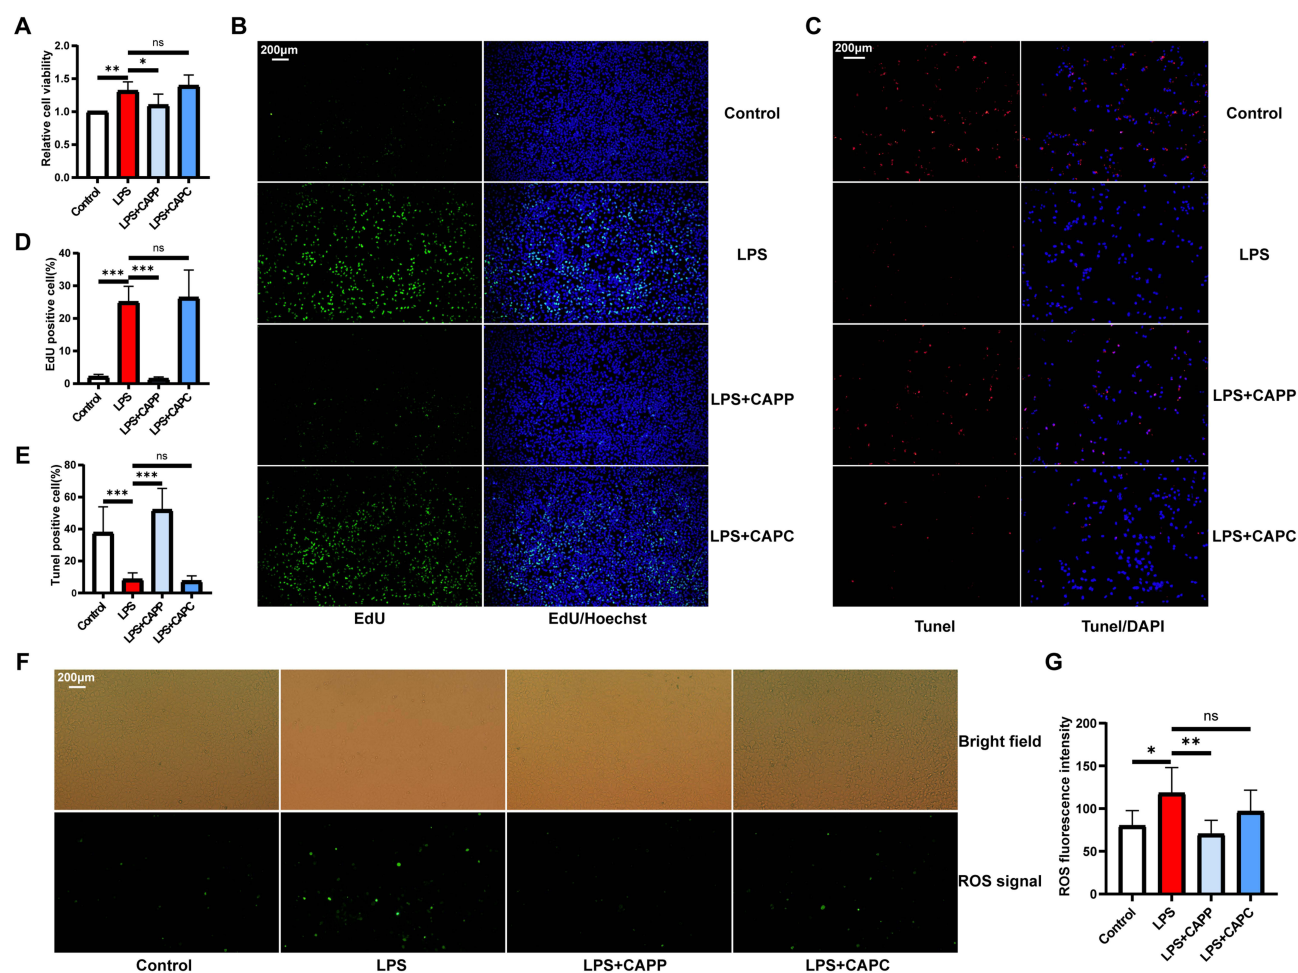 A
Relative cell viability
2.0
1.5
1.0
0.5
0.0
ns
**
*
Control
LPS
LPS+CAPP
LPS+CAPC
B
200μm
Control
LPS
LPS+CAPP
LPS+CAPC
EdU
EdU/Hoechst
C
200μm
Control
LPS
LPS+CAPP
LPS+CAPC
Tunel
Tunel/DAPI
D
EdU positive cell(%)
40
30
20
10
0
ns
***
***
Control
LPS
LPS+CAPP
LPS+CAPC
E
Tunel positive cell(%)
80
60
40
20
0
ns
***
***
Control
LPS
LPS+CAPP
LPS+CAPC
F
200μm
Bright field
ROS signal
Control
LPS
LPS+CAPP
LPS+CAPC
G
ROS fluorescence intensity
200
150
100
50
0
ns
*
**
Control
LPS
LPS+CAPP
LPS+CAPC